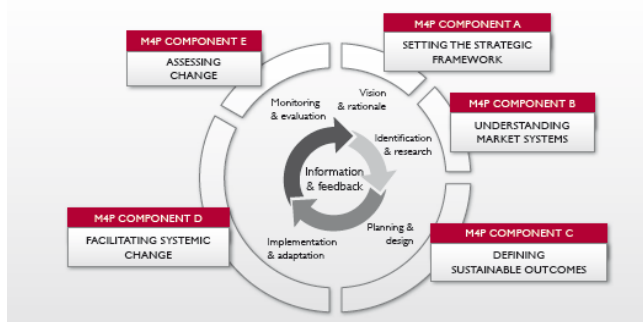 M4P COMPONENT A
SETTING THE STRATEGIC
FRAMEWORK
M4P COMPONENT B
UNDERSTANDING
MARKET SYSTEMS
M4P COMPONENT C
DEFINING
SUSTAINABLE OUTCOMES
M4P COMPONENT D
FACILITATING SYSTEMIC
CHANGE
M4P COMPONENT E
ASSESSING
CHANGE
Vision
& rationale
Identification
& research
Planning &
design
Implementation
& adaptation
Monitoring
& evaluation
Information
& feedback